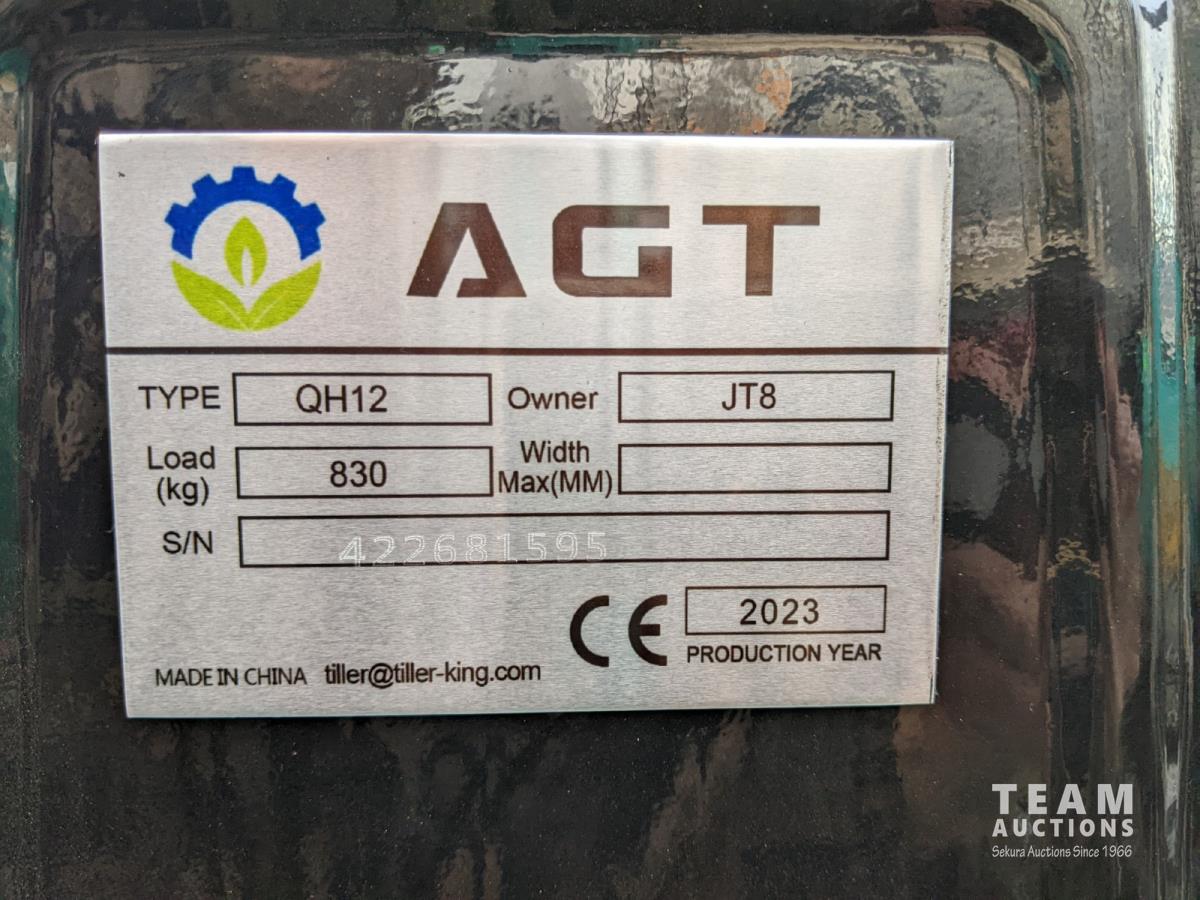 AGT
TYPE QH12 Owner JT8
Load (kg) 830 Width Max(MM)
S/N 422681595
CE 2023
PRODUCTION YEAR
MADE IN CHINA tiller@tiller-king.com
TEAM
AUCTIONS
Sekura Auctions Since 1966